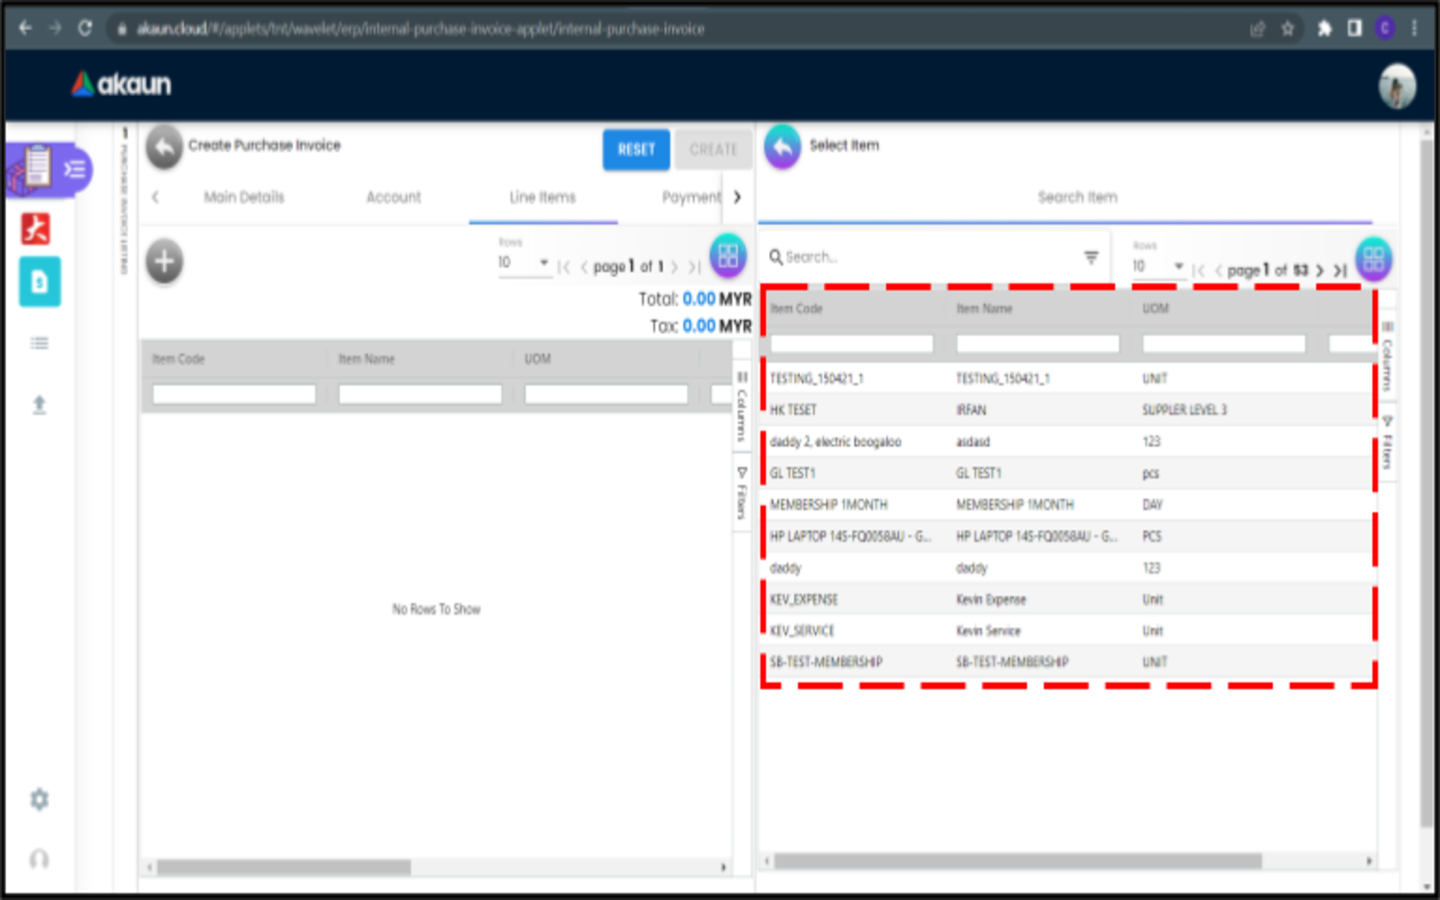 akaun.cloud/#/applets/tnt/wavelet/erp/internal-purchase-invoice-applet/internal-purchase-invoice
C
akaun
1 PURCHASE INVOICE LISTING
Create Purchase Invoice
RESET
CREATE
Main Details
Account
Line Items
Payment
Rows
10
page 1 of 1
Total: 0.00 MYR
Tax: 0.00 MYR
Item Code
Item Name
UOM
Columns
Filters
No Rows To Show
Select Item
Search Item
Search...
Rows
10
page 1 of 53
Item Code Item Name UOM
TESTING_150421_1 TESTING_150421_1 UNIT
HK TESET IRFAN SUPPLER LEVEL 3
daddy 2, electric boogaloo asdasd 123
GL TEST1 GL TEST1 pcs
MEMBERSHIP 1MONTH MEMBERSHIP 1MONTH DAY
HP LAPTOP 14S-FQ0058AU - G... HP LAPTOP 14S-FQ0058AU - G... PCS
daddy daddy 123
KEV_EXPENSE Kevin Expense Unit
KEV_SERVICE Kevin Service Unit
SB-TEST-MEMBERSHIP SB-TEST-MEMBERSHIP UNIT
Columns
Filters